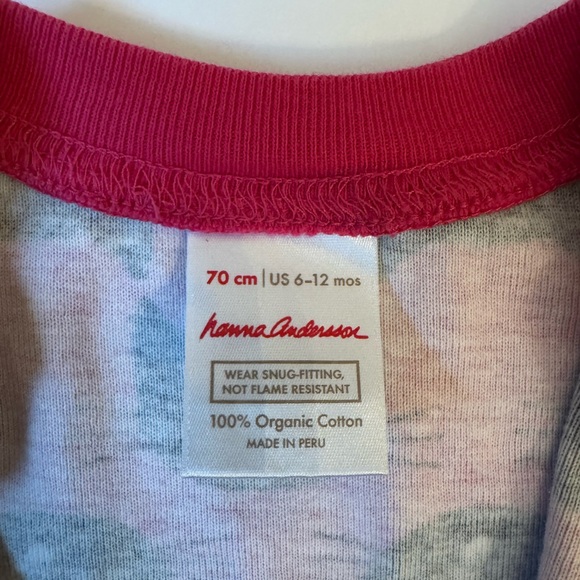 70 cm | US 6–12 mos
hanna Andersson
WEAR SNUG-FITTING,
NOT FLAME RESISTANT
100% Organic Cotton
MADE IN PERU